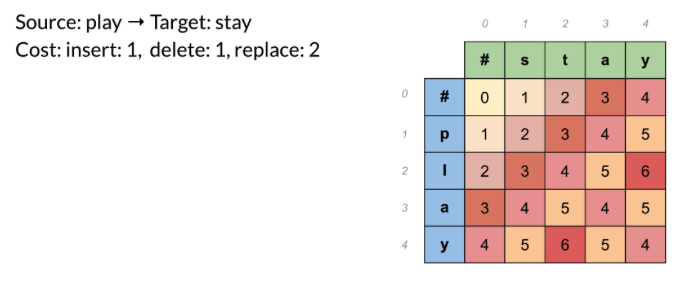 Source: play → Target: stay
Cost: insert: 1, delete: 1, replace: 2
0 1 2 3 4
# s t a y
0 # 0 1 2 3 4
1 p 1 2 3 4 5
2 l 2 3 4 5 6
3 a 3 4 5 4 5
4 y 4 5 6 5 4